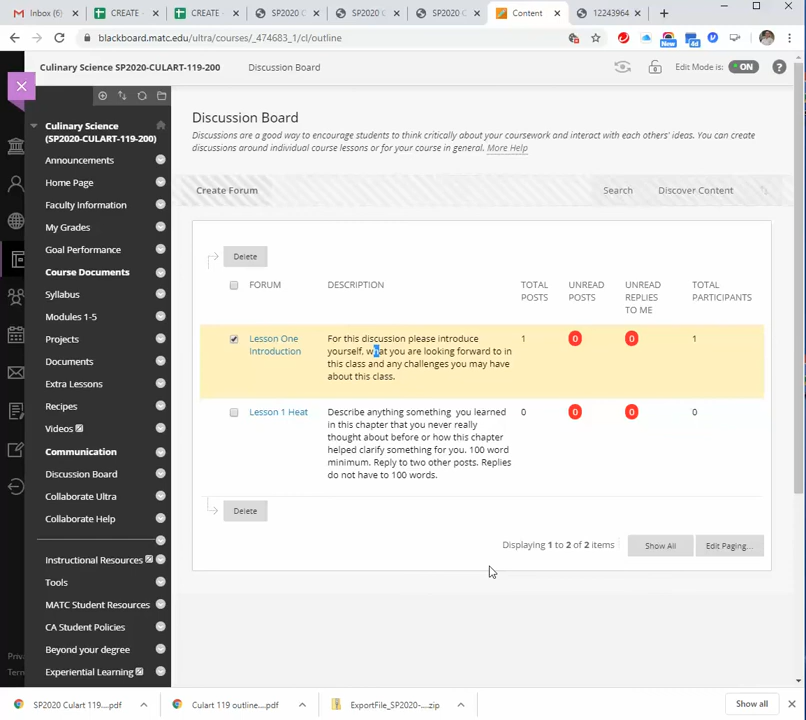 Inbox (6)
CREATE -
CREATE -
SP2020 C
SP2020 C
SP2020 C
Content
12243964
blackboard.matc.edu/ultra/courses/_474683_1/cl/outline
New
4d
Culinary Science SP2020-CULART-119-200
Discussion Board
Edit Mode is:
ON
?
Culinary Science
(SP2020-CULART-119-200)
Announcements
Home Page
Faculty Information
My Grades
Goal Performance
Course Documents
Syllabus
Modules 1-5
Projects
Documents
Extra Lessons
Recipes
Videos
Communication
Discussion Board
Collaborate Ultra
Collaborate Help
Instructional Resources
Tools
MATC Student Resources
CA Student Policies
Beyond your degree
Experiential Learning
Priv
Term
Discussion Board
Discussions are a good way to encourage students to think critically about your coursework and interact with each others' ideas. You can create
discussions around individual course lessons or for your course in general. More Help
Create Forum
Search
Discover Content
Delete
FORUM
DESCRIPTION
TOTAL
POSTS
UNREAD
POSTS
UNREAD
REPLIES
TO ME
TOTAL
PARTICIPANTS
Lesson One
Introduction
For this discussion please introduce
yourself. what you are looking forward to in
this class and any challenges you may have
about this class.
1
0
0
1
Lesson 1 Heat
Describe anything something you learned
in this chapter that you never really
thought about before or how this chapter
helped clarify something for you. 100 word
minimum. Reply to two other posts. Replies
do not have to 100 words.
0
0
0
0
Delete
Displaying 1 to 2 of 2 items
Show All
Edit Paging...
SP2020 Culart 119....pdf
Culart 119 outline....pdf
ExportFile_SP2020-....zip
Show all